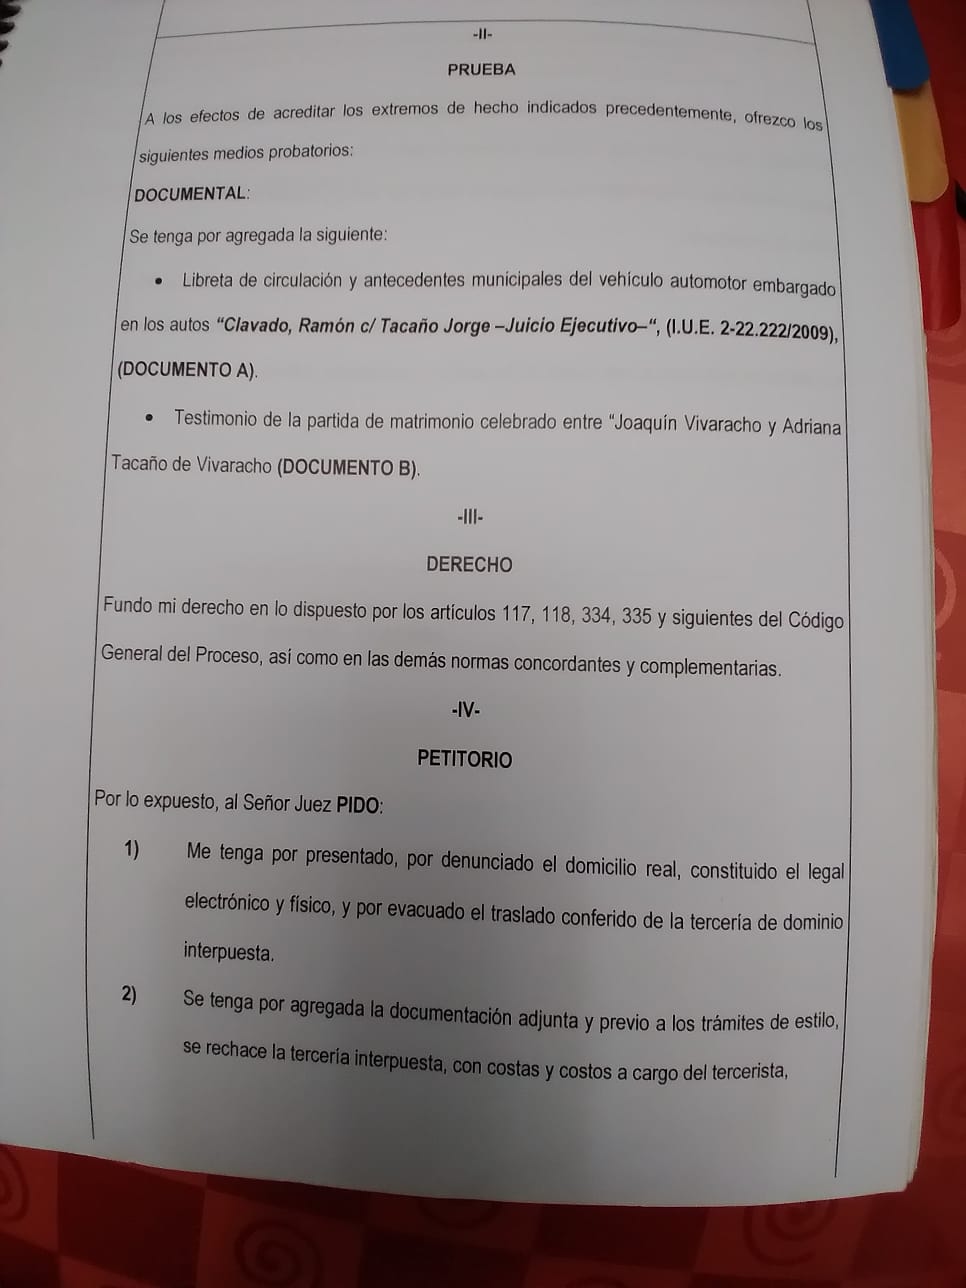 -II-
PRUEBA
A los efectos de acreditar los extremos de hecho indicados precedentemente, ofrezco los
siguientes medios probatorios:
DOCUMENTAL:
Se tenga por agregada la siguiente:
• Libreta de circulación y antecedentes municipales del vehículo automotor embargado
en los autos “Clavado, Ramón c/ Tacaño Jorge –Juicio Ejecutivo–“, (I.U.E. 2-22.222/2009),
(DOCUMENTO A).
• Testimonio de la partida de matrimonio celebrado entre “Joaquín Vivaracho y Adriana
Tacaño de Vivaracho (DOCUMENTO B).
-III-
DERECHO
Fundo mi derecho en lo dispuesto por los artículos 117, 118, 334, 335 y siguientes del Código
General del Proceso, así como en las demás normas concordantes y complementarias.
-IV-
PETITORIO
Por lo expuesto, al Señor Juez PIDO:
1) Me tenga por presentado, por denunciado el domicilio real, constituido el legal
electrónico y físico, y por evacuado el traslado conferido de la tercería de dominio
interpuesta.
2) Se tenga por agregada la documentación adjunta y previo a los trámites de estilo,
se rechace la tercería interpuesta, con costas y costos a cargo del tercerista,